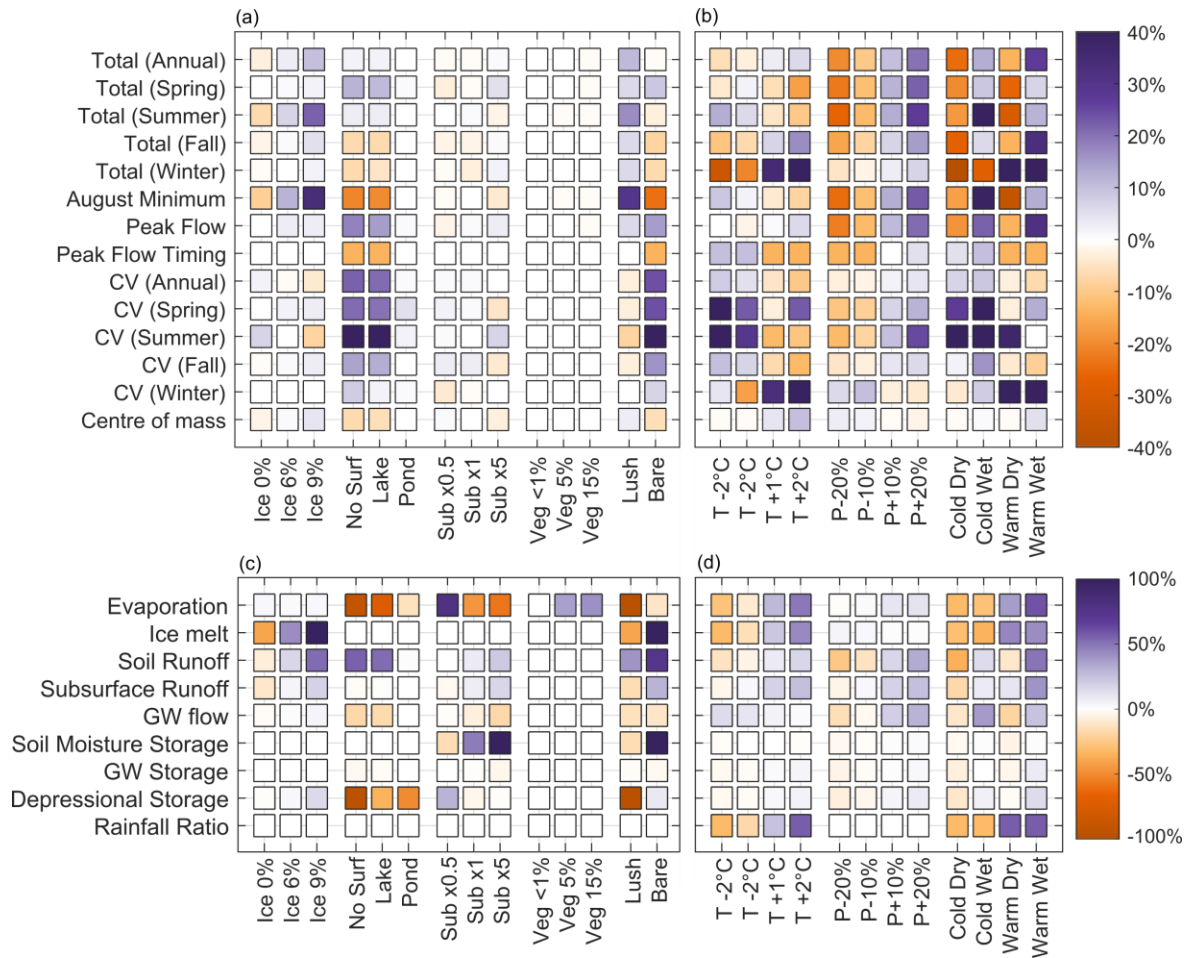 (a)
(b)
Total (Annual)
Total (Spring)
Total (Summer)
Total (Fall)
Total (Winter)
August Minimum
Peak Flow
Peak Flow Timing
CV (Annual)
CV (Spring)
CV (Summer)
CV (Fall)
CV (Winter)
Centre of mass
40%
30%
20%
10%
0%
-10%
-20%
-30%
-40%
Ice 0%
Ice 6%
Ice 9%
No Surf
Lake
Pond
Sub x0.5
Sub x1
Sub x5
Veg <1%
Veg 5%
Veg 15%
Lush
Bare
T -2°C
T -2°C
T +1°C
T +2°C
P-20%
P-10%
P+10%
P+20%
Cold Dry
Cold Wet
Warm Dry
Warm Wet
(c)
(d)
Evaporation
Ice melt
Soil Runoff
Subsurface Runoff
GW flow
Soil Moisture Storage
GW Storage
Depressional Storage
Rainfall Ratio
100%
50%
0%
-50%
-100%
Ice 0%
Ice 6%
Ice 9%
No Surf
Lake
Pond
Sub x0.5
Sub x1
Sub x5
Veg <1%
Veg 5%
Veg 15%
Lush
Bare
T -2°C
T -2°C
T +1°C
T +2°C
P-20%
P-10%
P+10%
P+20%
Cold Dry
Cold Wet
Warm Dry
Warm Wet